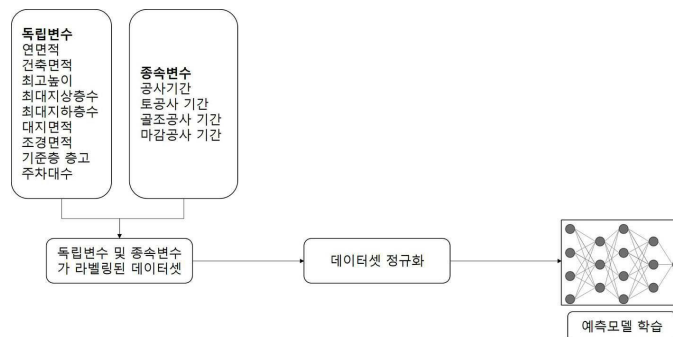 독립변수
연면적
건축면적
최고높이
최대지상층수
최대지하층수
대지면적
조경면적
기준층 층고
주차대수
종속변수
공사기간
토공사 기간
골조공사 기간
마감공사 기간
독립변수 및 종속변수
가 라벨링된 데이터셋
데이터셋 정규화
예측모델 학습